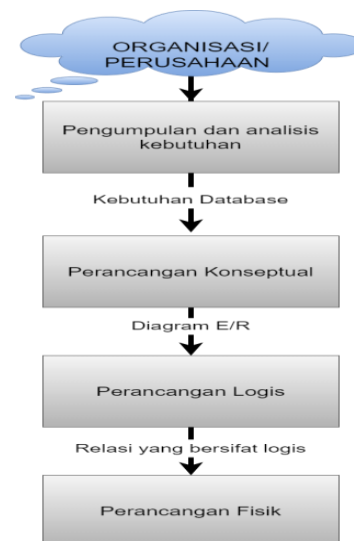 ORGANISASI/
PERUSAHAAN
Pengumpulan dan analisis
kebutuhan
Kebutuhan Database
Perancangan Konseptual
Diagram E/R
Perancangan Logis
Relasi yang bersifat logis
Perancangan Fisik